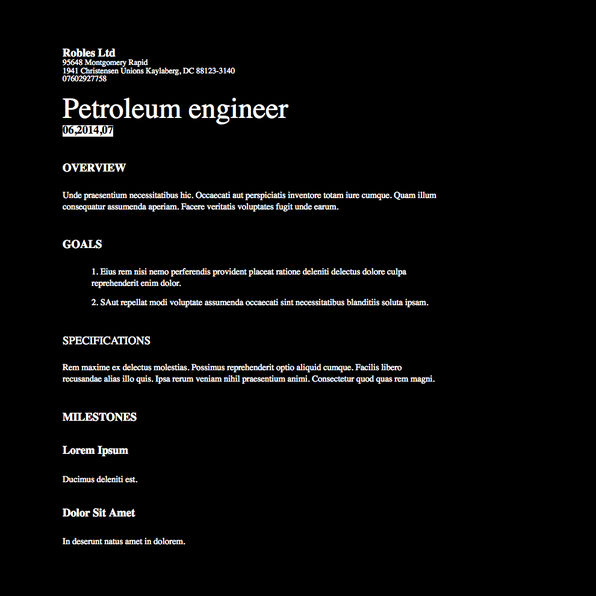 Robles Ltd
95648 Montgomery Rapid
1941 Christensen Unions Kaylaberg, DC 88123-3140
07602927758
Petroleum engineer
06,2014,07
OVERVIEW
Unde praesentium necessitatibus hic. Occaecati aut perspiciatis inventore totam iure cumque. Quam illum
consequatur assumenda aperiam. Facere veritatis voluptates fugit unde earum.
GOALS
1. Eius rem nisi nemo perferendis provident placeat ratione deleniti delectus dolore culpa
reprehenderit enim dolor.
2. SAut repellat modi voluptate assumenda occaecati sint necessitatibus blanditiis soluta ipsam.
SPECIFICATIONS
Rem maxime ex delectus molestias. Possimus reprehenderit optio aliquid cumque. Facilis libero
recusandae alias illo quis. Ipsa rerum veniam nihil praesentium animi. Consectetur quod quas rem magni.
MILESTONES
Lorem Ipsum
Ducimus deleniti est.
Dolor Sit Amet
In deserunt natus amet in dolorem.